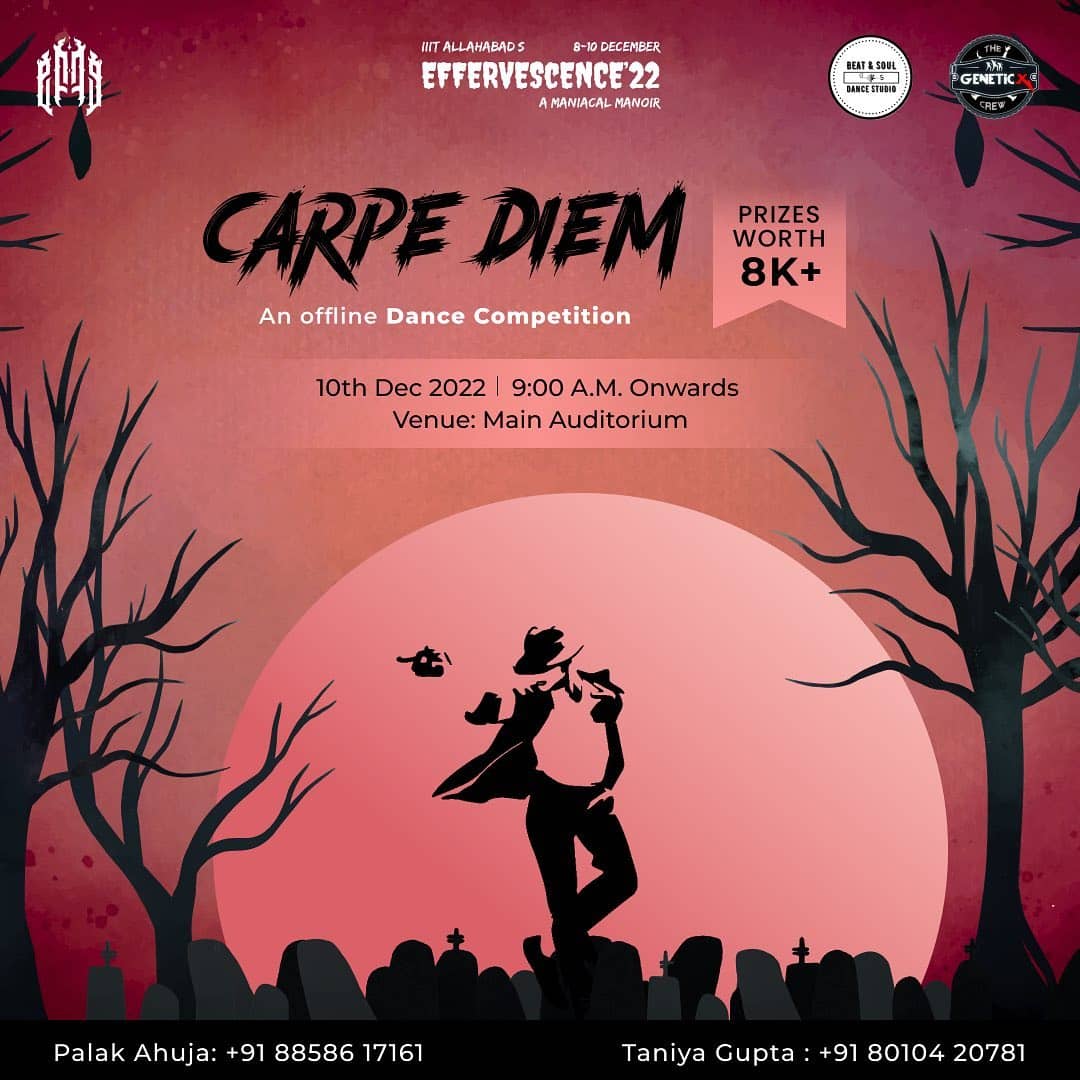 IIIT ALLAHABAD S 8-10 DECEMBER
EFFERVESCENCE'22
A MANIACAL MANOIR
BEAT & SOUL
DANCE STUDIO
THE
GENETIC X
CREW
CARPE DIEM
An offline Dance Competition
PRIZES
WORTH
8K+
10th Dec 2022 | 9:00 A.M. Onwards
Venue: Main Auditorium
Palak Ahuja: +91 88586 17161
Taniya Gupta : +91 80104 20781